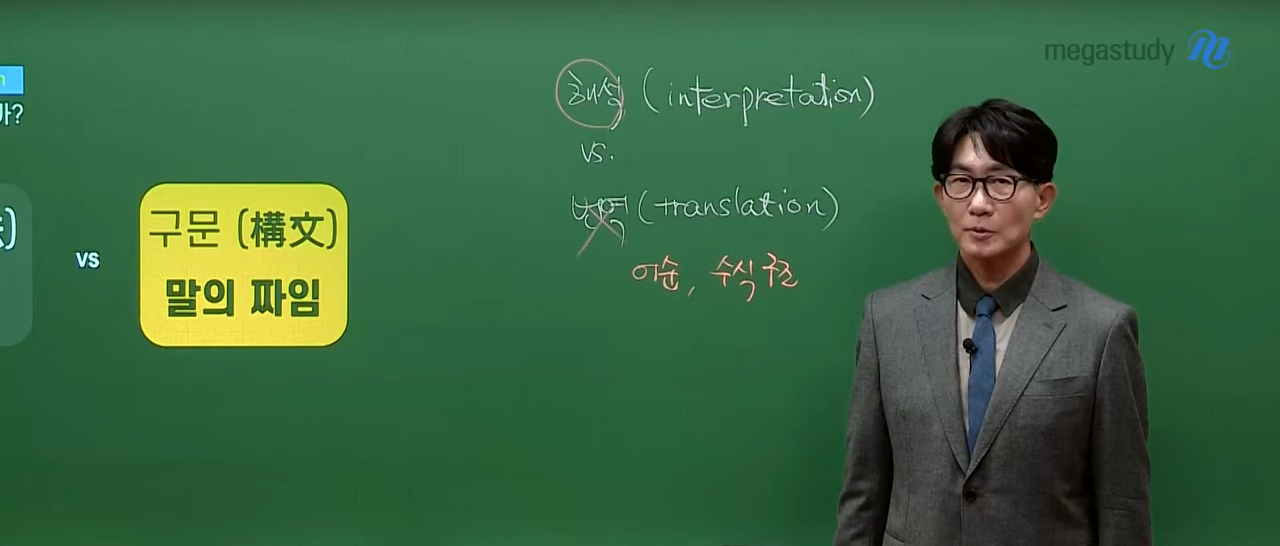 megastudy
해석 (interpretation)
vs.
번역 (translation)
어순, 수식 구조
까?
vs
구문 (構文)
말의 짜임